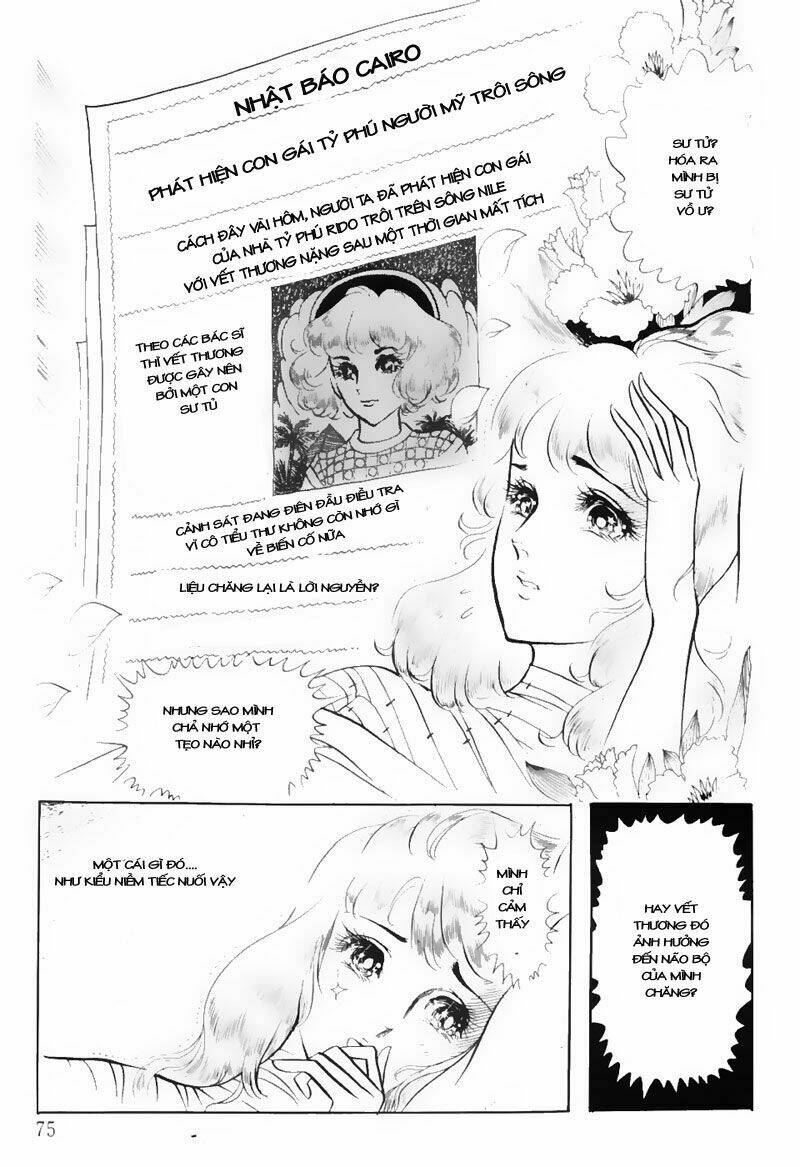 NHẬT BÁO CAIRO
PHÁT HIỆN CON GÁI TỶ PHÚ NGƯỜI MỸ TRÔI SÔNG
CÁCH ĐÂY VÀI HÔM, NGƯỜI TA ĐÃ PHÁT HIỆN CON GÁI
CỦA NHÀ TỶ PHÚ RIDO TRÔI TRÊN SÔNG NILE
VỚI VẾT THƯƠNG NẶNG SAU MỘT THỜI GIAN MẤT TÍCH
THEO CÁC BÁC SĨ
THÌ VẾT THƯƠNG
ĐƯỢC GÂY NÊN
BỞI MỘT CON
SƯ TỬ
CẢNH SÁT ĐANG ĐIÊN ĐẦU ĐIỀU TRA
VÌ CÔ TIỂU THƯ KHÔNG CÒN NHỚ GÌ
VỀ BIẾN CỐ NỮA
LIỆU CHĂNG LẠI LÀ LỜI NGUYỀN?
SƯ TỬ?
HÓA RA
MÌNH BỊ
SƯ TỬ
VỒ Ư?
NHƯNG SAO MÌNH
CHẢ NHỚ MỘT
TẸO NÀO NHỈ?
HAY VẾT
THƯƠNG ĐÓ
ẢNH HƯỞNG
ĐẾN NÃO BỘ
CỦA MÌNH
CHĂNG?
MÌNH
CHỈ
CẢM
THẤY
MỘT CÁI GÌ ĐÓ....
NHƯ KIỂU NIỀM TIẾC NUỐI VẬY
75